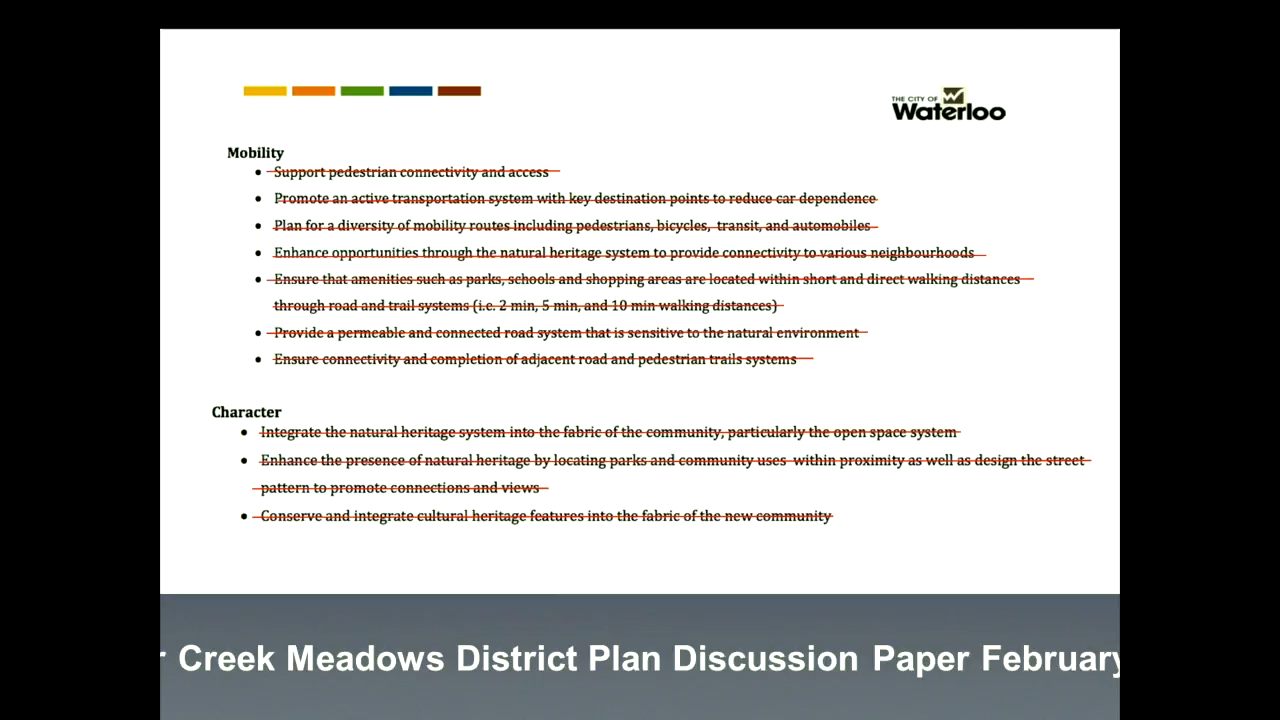 THE CITY OF
Waterloo
Mobility
• Support pedestrian connectivity and access
• Promote an active transportation system with key destination points to reduce car dependence
• Plan for a diversity of mobility routes including pedestrians, bicycles, transit, and automobiles
• Enhance opportunities through the natural heritage system to provide connectivity to various neighbourhoods
• Ensure that amenities such as parks, schools and shopping areas are located within short and direct walking distances
through road and trail systems (i.e. 2 min, 5 min, and 10 min walking distances)
• Provide a permeable and connected road system that is sensitive to the natural environment
• Ensure connectivity and completion of adjacent road and pedestrian trails systems
Character
• Integrate the natural heritage system into the fabric of the community, particularly the open space system
• Enhance the presence of natural heritage by locating parks and community uses within proximity as well as design the street
pattern to promote connections and views
• Conserve and integrate cultural heritage features into the fabric of the new community
Creek Meadows District Plan Discussion Paper February